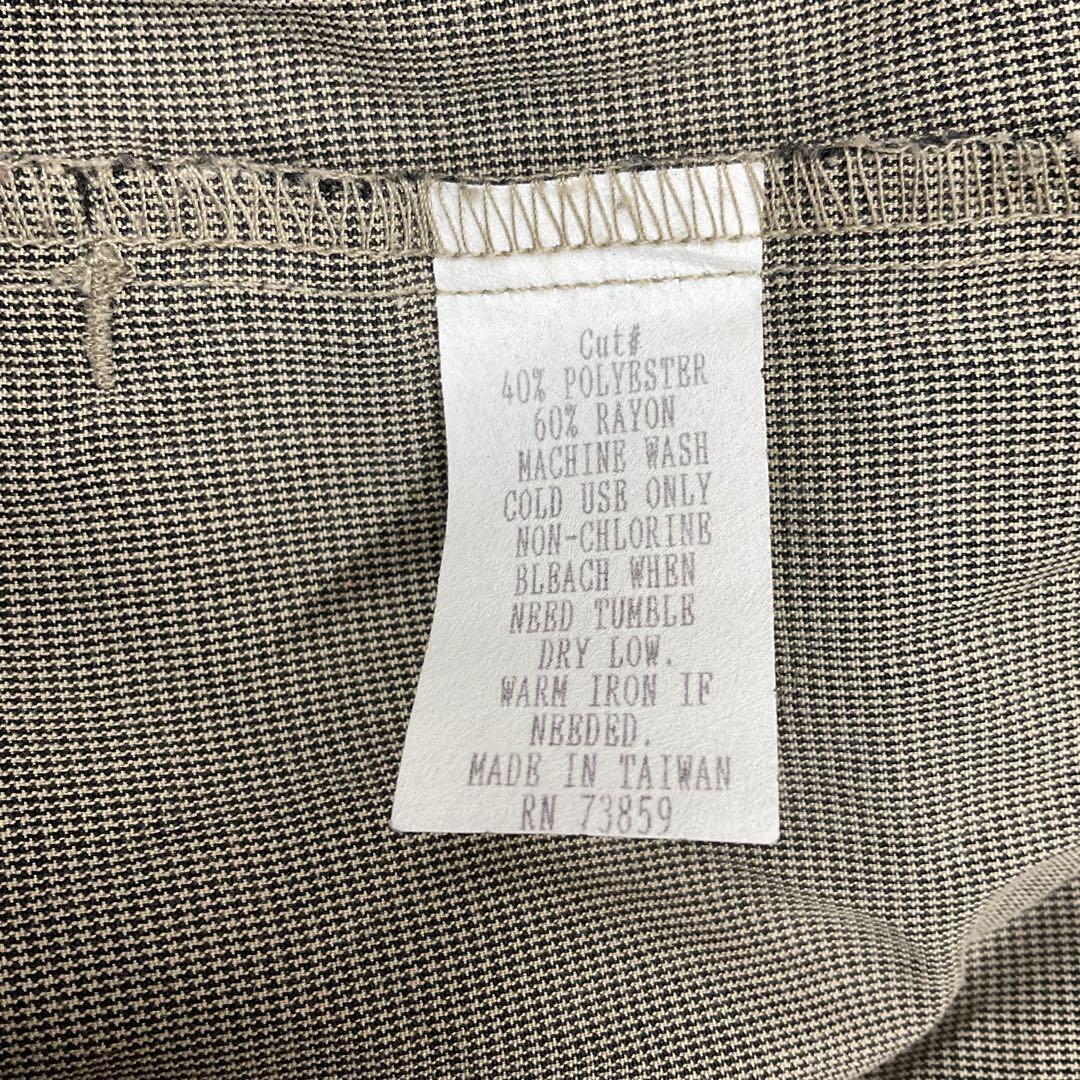 Cut#
40% POLYESTER
60% RAYON
MACHINE WASH
COLD USE ONLY
NON-CHLORINE
BLEACH WHEN
NEED TUMBLE
DRY LOW.
WARM IRON IF
NEEDED.
MADE IN TAIWAN
RN 73859